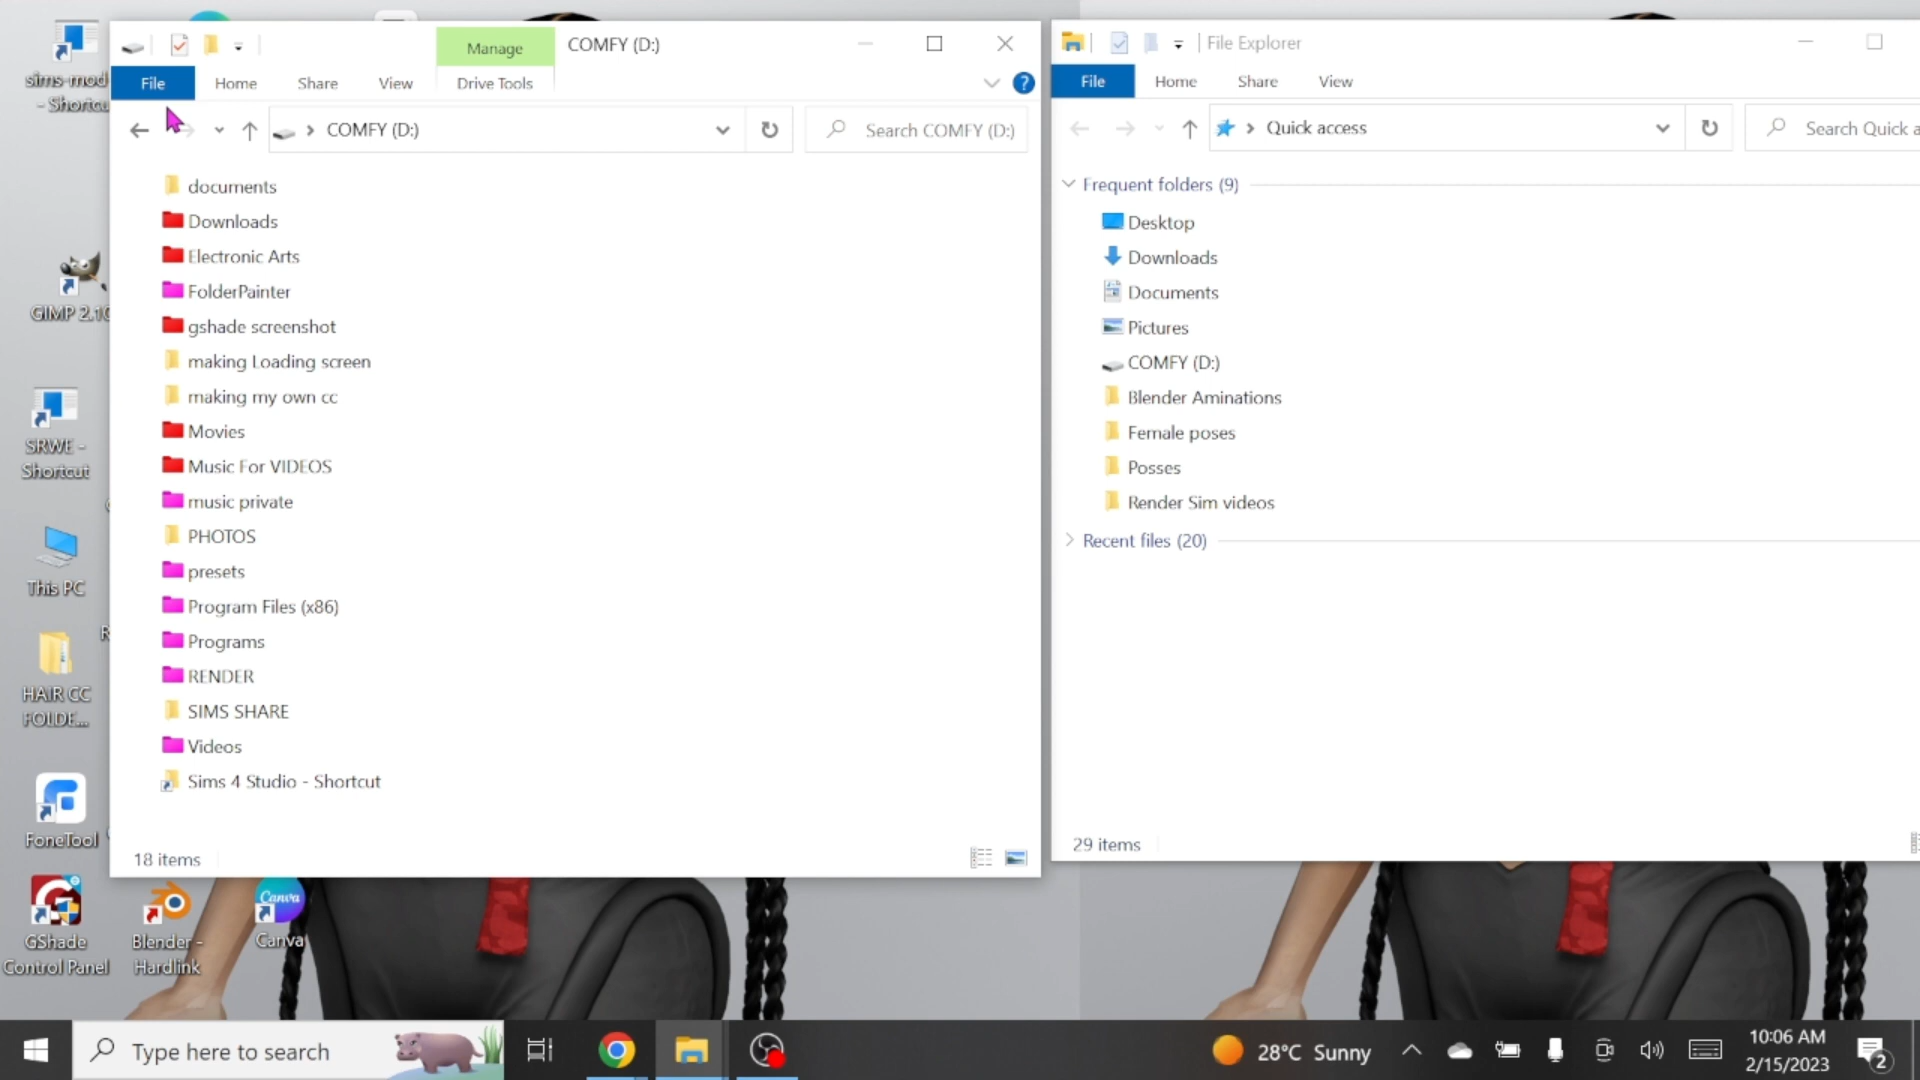 sims-mod
- Shortcu
GIMP 2.10
SRWE -
Shortcut
This PC
HAIR CC
FOLDE...
FoneTool
GShade
Control Panel
Blender -
Hardlink
Canva
Canva
Manage
COMFY (D:)
File
Home
Share
View
Drive Tools
?
COMFY (D:)
Search COMFY (D:)
documents
Downloads
Electronic Arts
FolderPainter
gshade screenshot
making Loading screen
making my own cc
Movies
Music For VIDEOS
music private
PHOTOS
presets
Program Files (x86)
Programs
RENDER
SIMS SHARE
Videos
Sims 4 Studio - Shortcut
18 items
File Explorer
File
Home
Share
View
Quick access
Search Quick a
Frequent folders (9)
Desktop
Downloads
Documents
Pictures
COMFY (D:)
Blender Aminations
Female poses
Posses
Render Sim videos
Recent files (20)
29 items
Type here to search
28°C Sunny
10:06 AM
2/15/2023
2